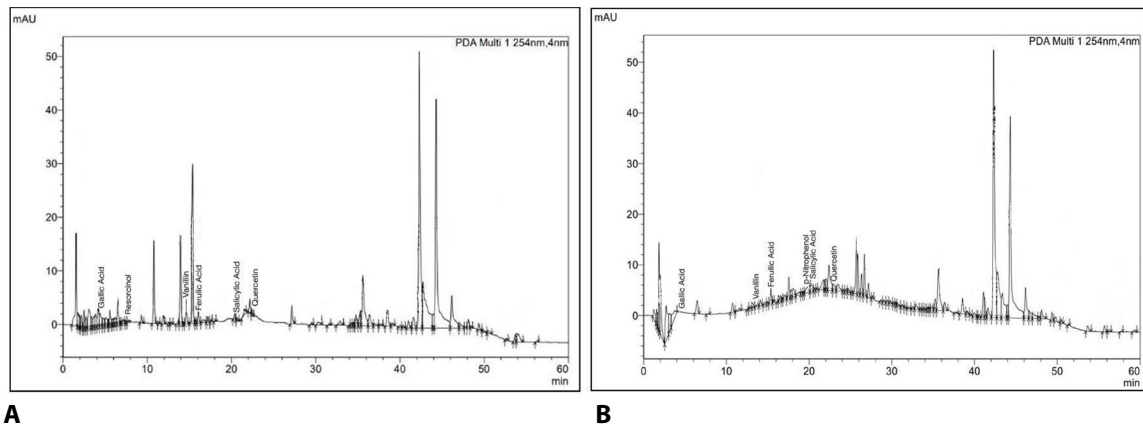 mAU
PDA Multi 1 254nm,4nm
50
40
30
20
10
0
Gallic Acid
Resorcinol
Vanillin
Ferulic Acid
Salicylic Acid
Quercetin
0 10 20 30 40 50 60
min
A
mAU
PDA Multi 1 254nm,4nm
50
40
30
20
10
0
Gallic Acid
Vanillin
Ferullic Acid
p-Nitrophenol
Salicylic Acid
Quercetin
0 10 20 30 40 50 60
min
B